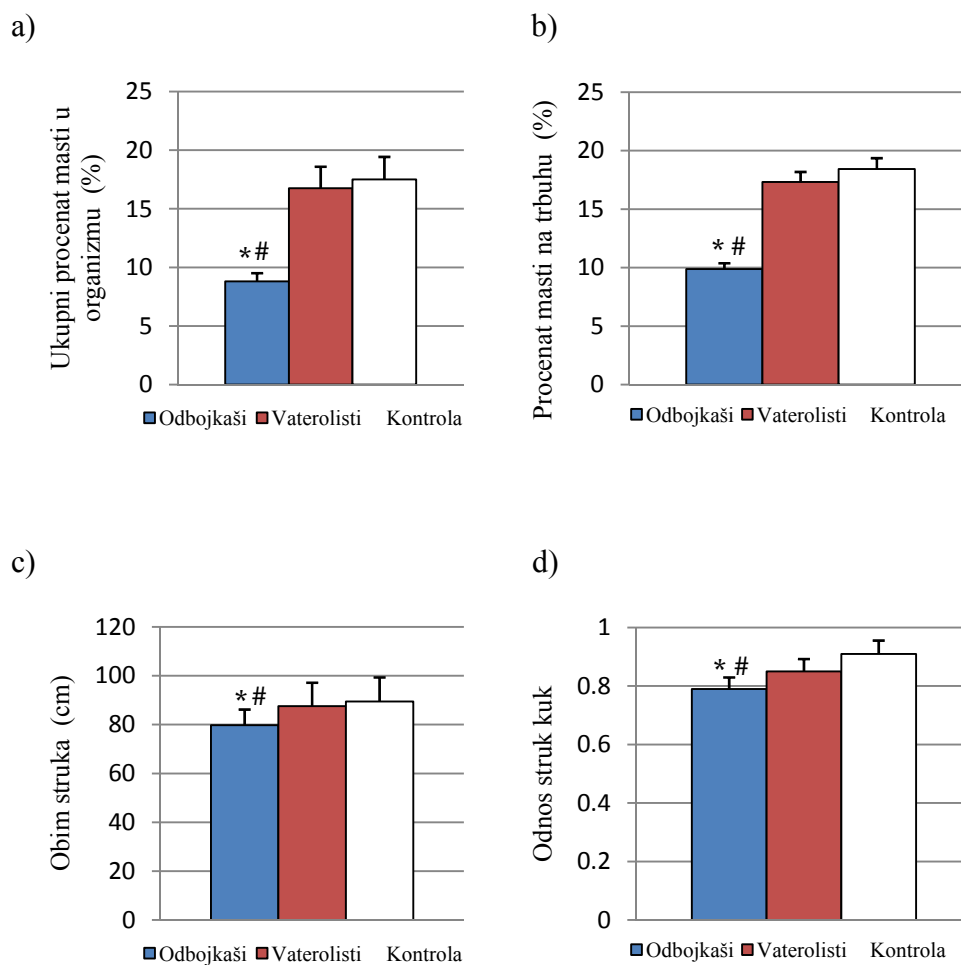 a)
Ukupni procenat masti u
organizmu (%)
25
20
15
10
5
0
* #
Odbojkaši Vaterolisti Kontrola
b)
Procenat masti na trbuhu (%)
25
20
15
10
5
0
* #
Odbojkaši Vaterolisti Kontrola
c)
Obim struka (cm)
120
100
80
60
40
20
0
* #
Odbojkaši Vaterolisti Kontrola
d)
Odnos struk kuk
1
0.8
0.6
0.4
0.2
0
* #
Odbojkaši Vaterolisti Kontrola